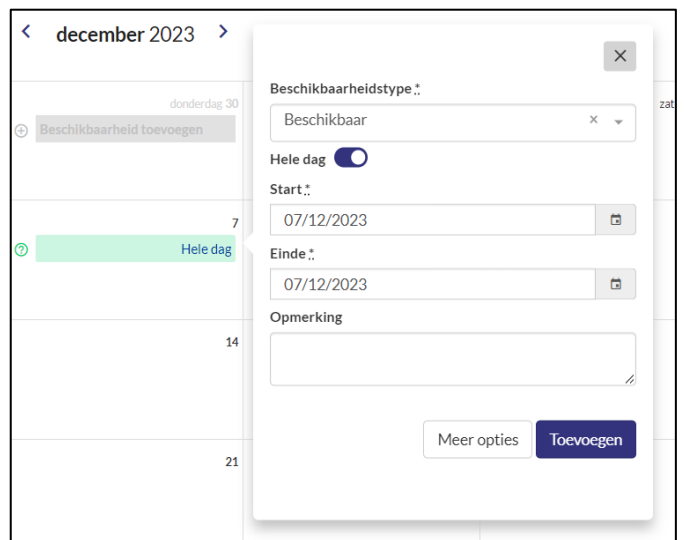 december 2023
donderdag 30
Beschikbaarheid toevoegen
7
Hele dag
14
21
zat
Beschikbaarheidstype *
Beschikbaar
Hele dag
Start *
07/12/2023
Einde *
07/12/2023
Opmerking
Meer opties
Toevoegen